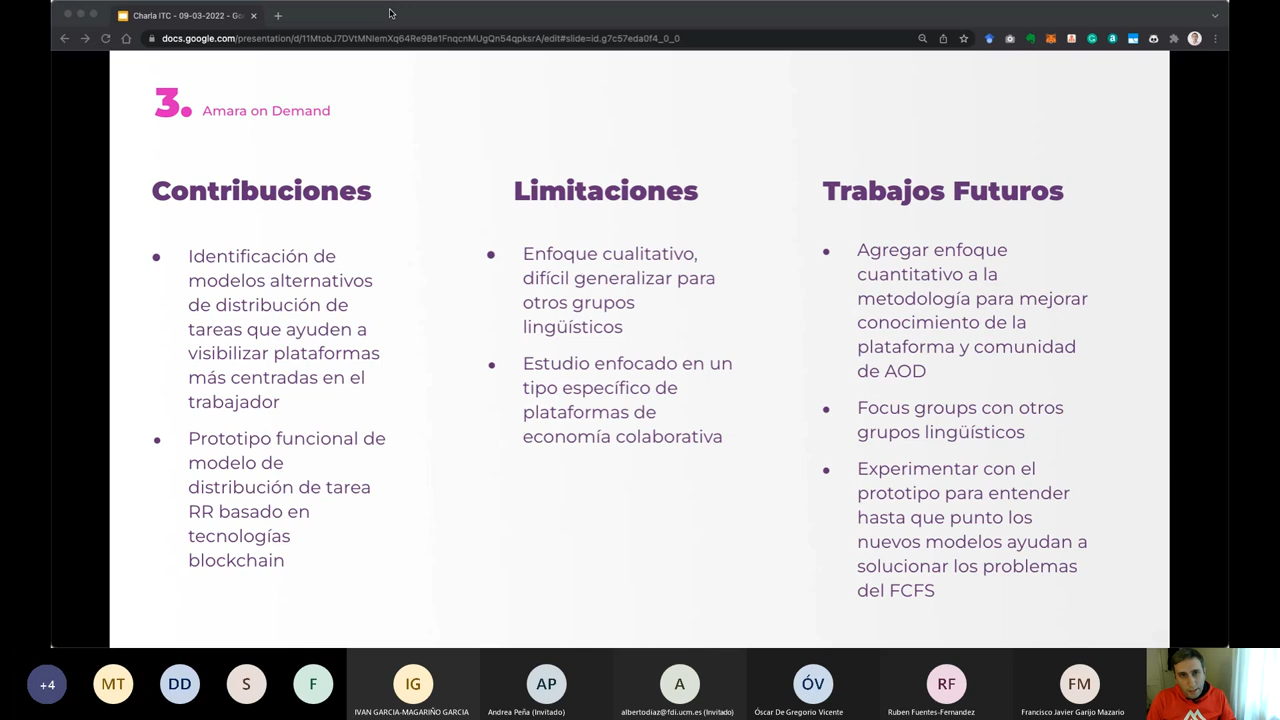 Charla ITC - 09-03-2022 - Goo
docs.google.com/presentation/d/11MtobJ7DVtMNIemXq64Re9Be1FnqcnMUgQn54qpksrA/edit#slide=id.g7c57eda0f4_0_0
3. Amara on Demand
Contribuciones
Identificación de
modelos alternativos
de distribución de
tareas que ayuden a
visibilizar plataformas
más centradas en el
trabajador
Prototipo funcional de
modelo de
distribución de tarea
RR basado en
tecnologías
blockchain
Limitaciones
Enfoque cualitativo,
difícil generalizar para
otros grupos
lingüísticos
Estudio enfocado en un
tipo específico de
plataformas de
economía colaborativa
Trabajos Futuros
Agregar enfoque
cuantitativo a la
metodología para mejorar
conocimiento de la
plataforma y comunidad
de AOD
Focus groups con otros
grupos lingüísticos
Experimentar con el
prototipo para entender
hasta que punto los
nuevos modelos ayudan a
solucionar los problemas
del FCFS
+4
MT
DD
S
F
IG
IVAN GARCIA-MAGARIÑO GARCIA
AP
Andrea Peña (Invitado)
A
albertodiaz@fdi.ucm.es (Invitado)
ÓV
Óscar De Gregorio Vicente
RF
Ruben Fuentes-Fernandez
FM
Francisco Javier Garijo Mazario